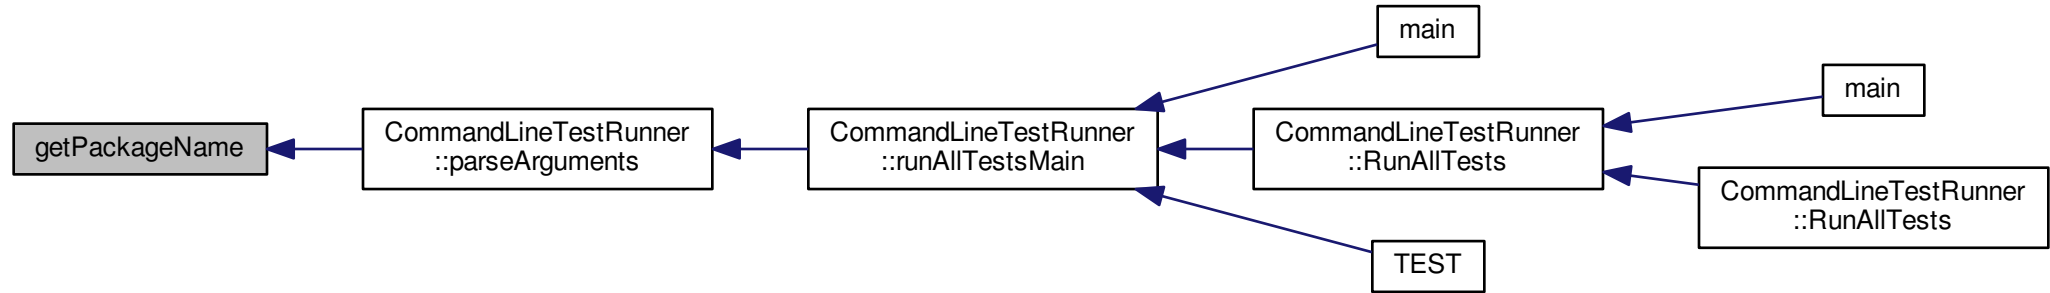 getPackageName
CommandLineTestRunner
::parseArguments
CommandLineTestRunner
::runAllTestsMain
main
CommandLineTestRunner
::RunAllTests
TEST
main
CommandLineTestRunner
::RunAllTests